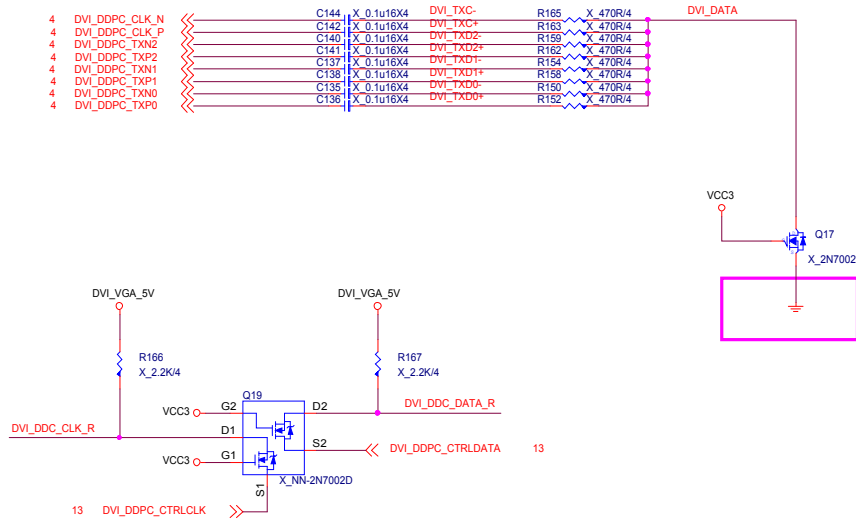 4 DVI_DDPC_CLK_N C144 X_0.1u16X4 DVI_TXC- R165 X_470R/4 DVI_DATA
4 DVI_DDPC_CLK_P C142 X_0.1u16X4 DVI_TXC+ R163 X_470R/4
4 DVI_DDPC_TXN2 C140 X_0.1u16X4 DVI_TXD2- R159 X_470R/4
4 DVI_DDPC_TXP2 C141 X_0.1u16X4 DVI_TXD2+ R162 X_470R/4
4 DVI_DDPC_TXN1 C137 X_0.1u16X4 DVI_TXD1- R154 X_470R/4
4 DVI_DDPC_TXP1 C138 X_0.1u16X4 DVI_TXD1+ R158 X_470R/4
4 DVI_DDPC_TXN0 C135 X_0.1u16X4 DVI_TXD0- R150 X_470R/4
4 DVI_DDPC_TXP0 C136 X_0.1u16X4 DVI_TXD0+ R152 X_470R/4
VCC3
Q17
X_2N7002
DVI_VGA_5V DVI_VGA_5V
R166 R167
X_2.2K/4 X_2.2K/4
Q19
VCC3 G2 D2 DVI_DDC_DATA_R
DVI_DDC_CLK_R D1
S2 DVI_DDPC_CTRLDATA 13
VCC3 G1
X_NN-2N7002D
S1
13 DVI_DDPC_CTRLCLK